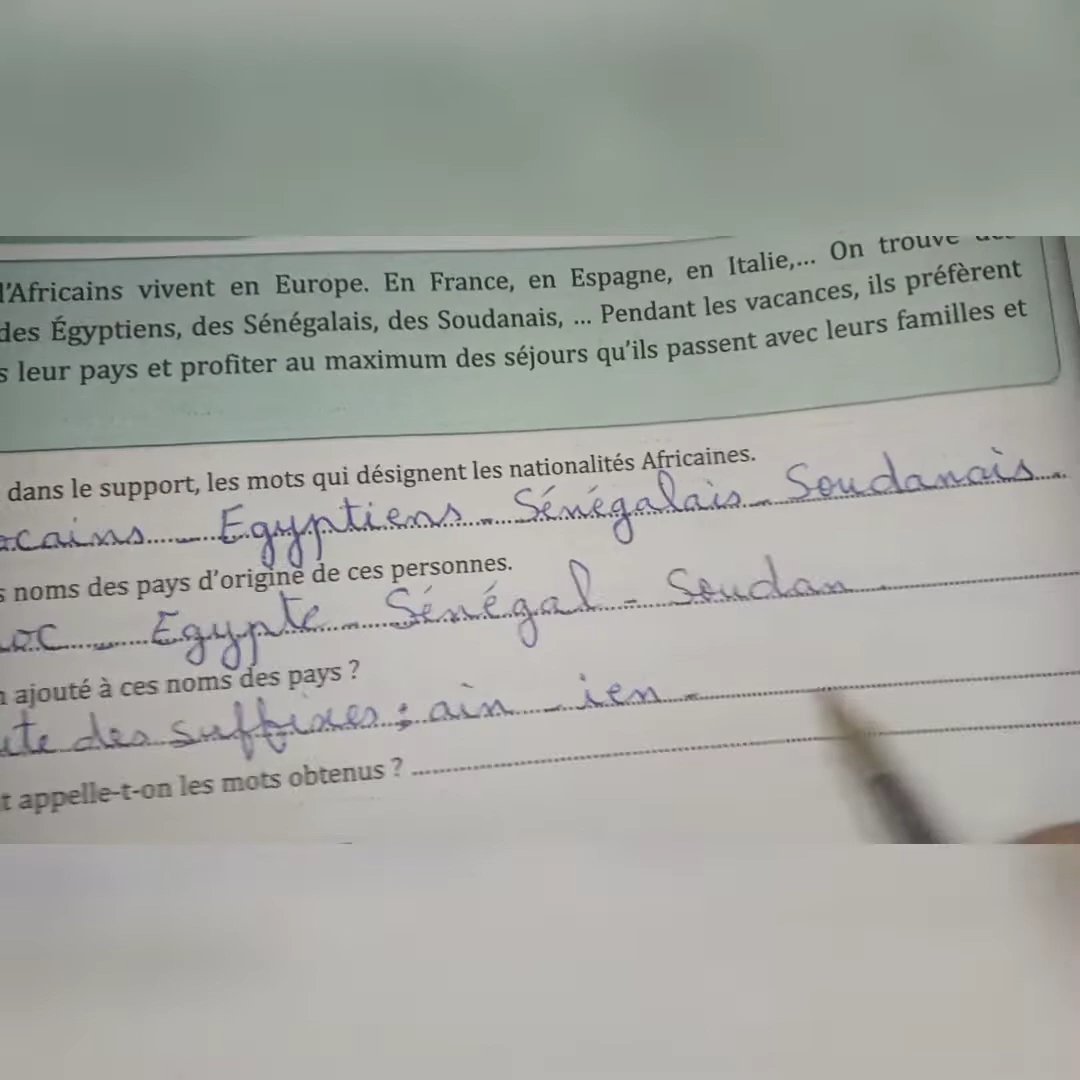 l'Africains vivent en Europe. En France, en Espagne, en Italie,... On trouve
des Égyptiens, des Sénégalais, des Soudanais, ... Pendant les vacances, ils préfèrent
s leur pays et profiter au maximum des séjours qu'ils passent avec leurs familles et
dans le support, les mots qui désignent les nationalités Africaines.
ocains - Egyptiens - Sénégalais - Soudanais
s noms des pays d'origine de ces personnes.
oc - Egypte - Sénégal - Soudan
ajouté à ces noms des pays ?
ute des suffixes : ain - ien -
t appelle-t-on les mots obtenus ?